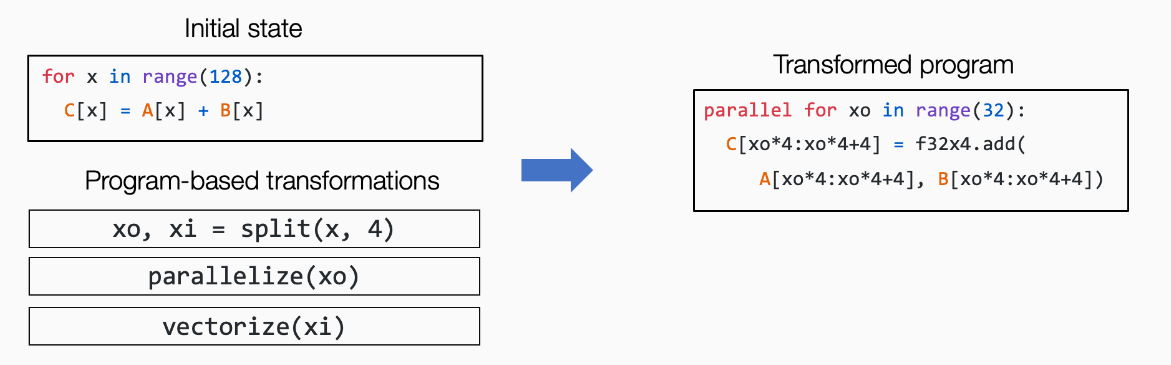 Initial state
for x in range(128):
C[x] = A[x] + B[x]
Program-based transformations
xo, xi = split(x, 4)
parallelize(xo)
vectorize(xi)
Transformed program
parallel for xo in range(32):
C[xo*4:xo*4+4] = f32x4.add(
A[xo*4:xo*4+4], B[xo*4:xo*4+4])